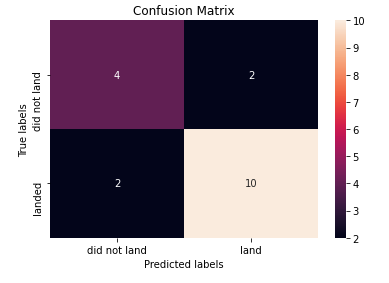 Confusion Matrix
True labels
did not land
landed
4
2
2
10
did not land
land
Predicted labels
10
9
8
7
6
5
4
3
2